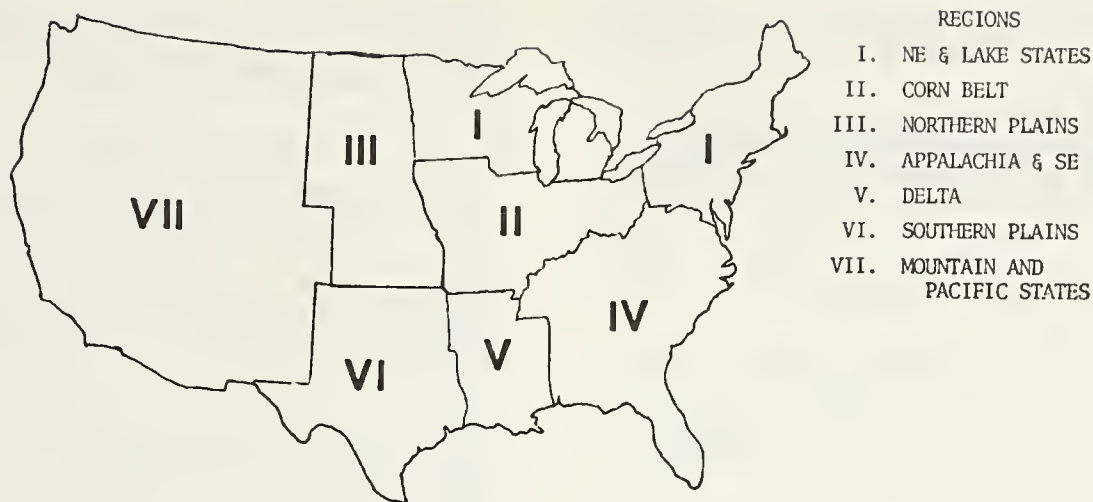 REGIONS
I. NE & LAKE STATES
II. CORN BELT
III. NORTHERN PLAINS
IV. APPALACHIA & SE
V. DELTA
VI. SOUTHERN PLAINS
VII. MOUNTAIN AND
PACIFIC STATES
I
III
I
VII
II
IV
V
VI